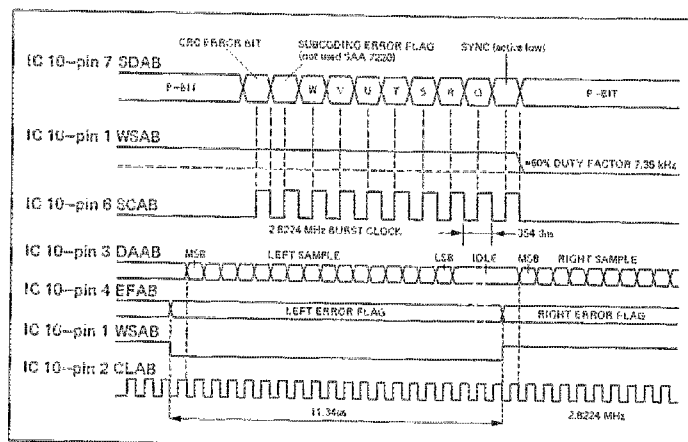 CRC ERROR BIT
SUBCODING ERROR FLAG
(not used SAA 7220)
SYNC (active low)
IC 10-pin 7 SDAB
P-BIT
W V U T S R Q
P-BIT
IC 10-pin 1 WSAB
≈60% DUTY FACTOR 7.35 kHz
IC 10-pin 6 SCAB
2.8224 MHz BURST CLOCK
354
IC 10-pin 3 DAAB
MSB
LEFT SAMPLE
LSB
IDLE
MSB
RIGHT SAMPLE
IC 10-pin 4 EFAB
LEFT ERROR FLAG
RIGHT ERROR FLAG
IC 10-pin 1 WSAB
IC 10-pin 2 CLAB
11.34us
2.8224 MHz